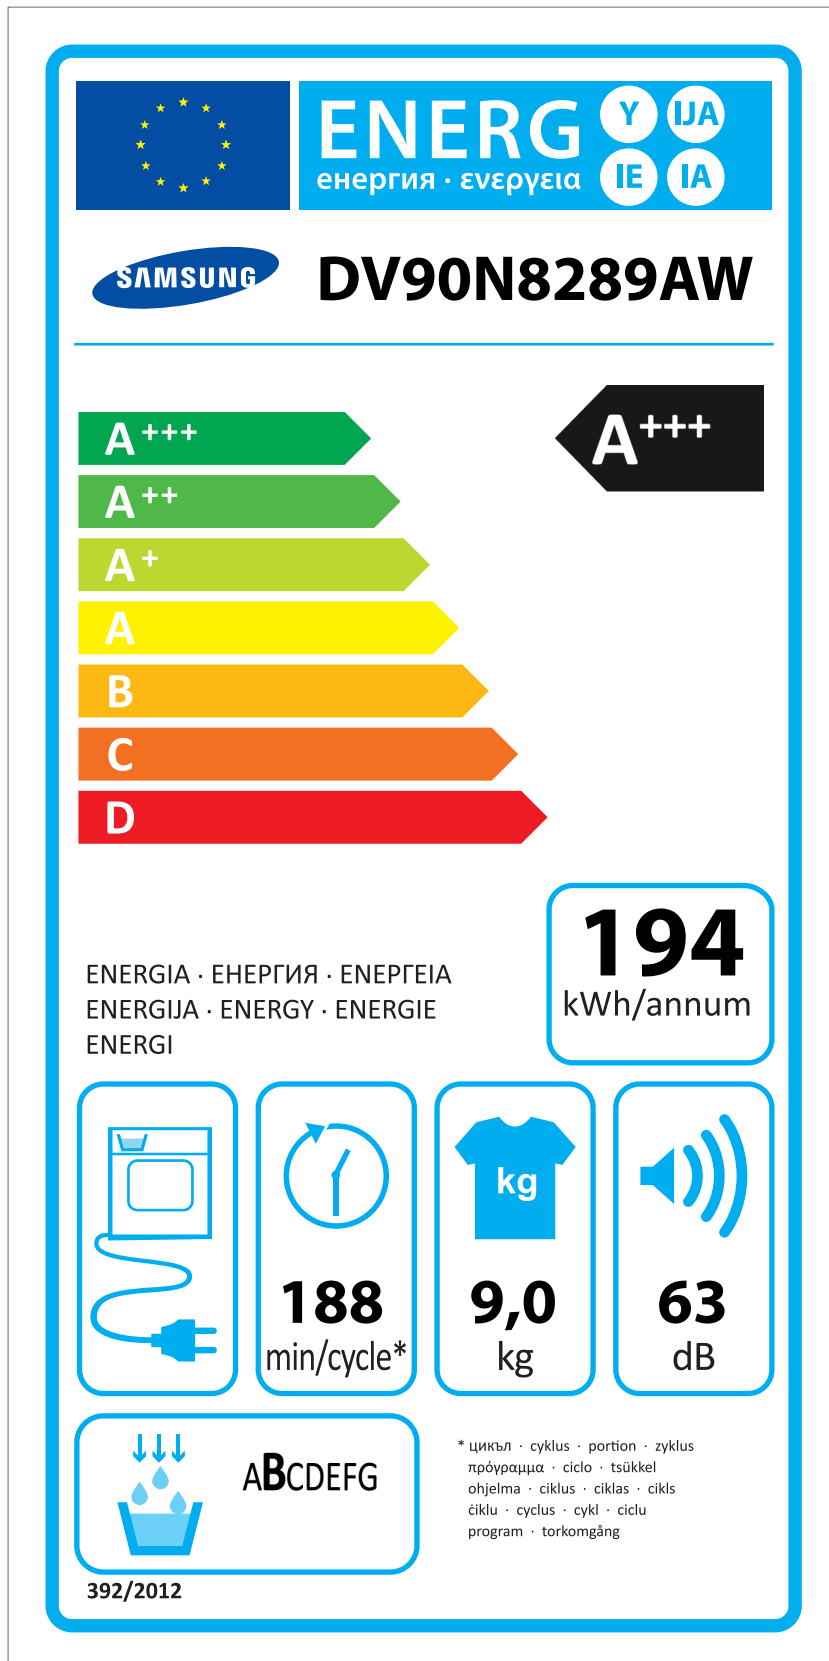 ENERG Y IJA
енергия · ενεργεια IE IA
SAMSUNG DV90N8289AW
A+++ A+++
A++
A+
A
B
C
D
194
kWh/annum
ENERGIA · ЕНЕРГИЯ · ΕΝΕΡΓΕΙΑ
ENERGIJA · ENERGY · ENERGIE
ENERGI
kg
188 9,0 63
min/cycle* kg dB
ABCDEFG
* цикъл · cyklus · portion · zyklus
πρόγραμμα · ciclo · tsükkel
ohjelma · ciklus · ciklas · cikls
ċiklu · cyclus · cykl · ciclu
program · torkomgång
392/2012